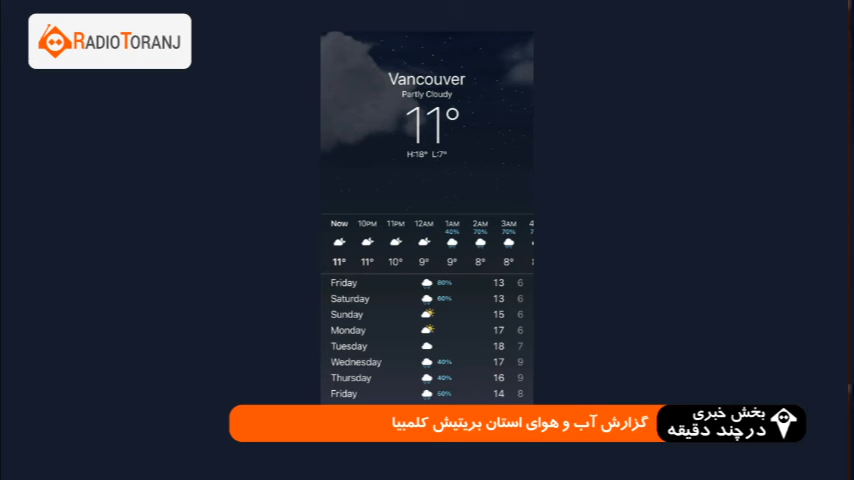 RADIOTORANJ
Vancouver
Partly Cloudy
11°
H:18° L:7°
Now 10PM 11PM 12AM 1AM 2AM 3AM
40% 70% 70%
11° 11° 10° 9° 9° 8° 8°
Friday 80% 13 6
Saturday 60% 13 6
Sunday 15 6
Monday 17 6
Tuesday 18 7
Wednesday 40% 17 9
Thursday 40% 16 9
Friday 50% 14 8
بخش خبری
در چند دقیقه
گزارش آب و هوای استان بریتیش کلمبیا